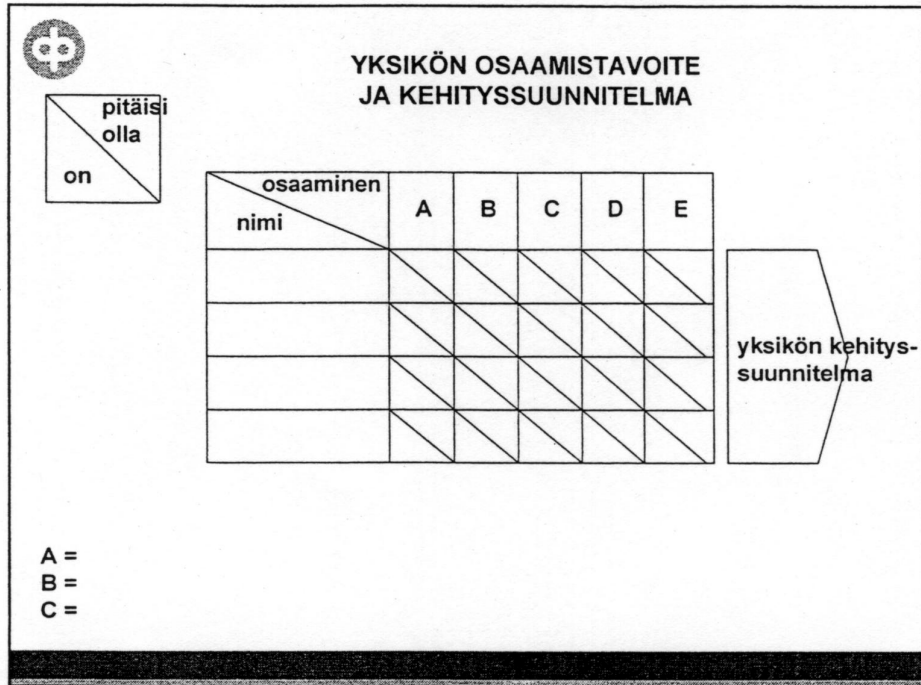 YKSIKÖN OSAAMISTAVOITE
JA KEHITYSSUUNNITELMA
pitäisi
olla
on
osaaminen
nimi
A B C D E
yksikön kehitys-
suunnitelma
A =
B =
C =